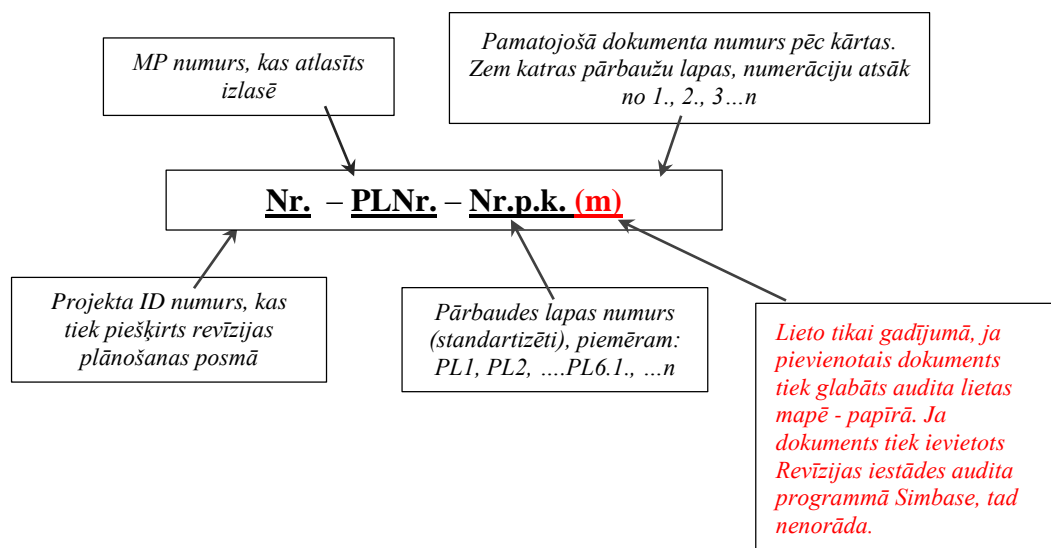 MP numurs, kas atlasīts
izlasē
Pamatojošā dokumenta numurs pēc kārtas.
Zem katras pārbaužu lapas, numerāciju atsāk
no 1., 2., 3…n
Nr. – PLNr. – Nr.p.k. (m)
Projekta ID numurs, kas
tiek piešķirts revīzijas
plānošanas posmā
Pārbaudes lapas numurs
(standartizēti), piemēram:
PL1, PL2, ….PL6.1., …n
Lieto tikai gadījumā, ja
pievienotais dokuments
tiek glabāts audita lietas
mapē - papīrā. Ja
dokuments tiek ievietots
Revīzijas iestādes audita
programmā Simbase, tad
nenorāda.